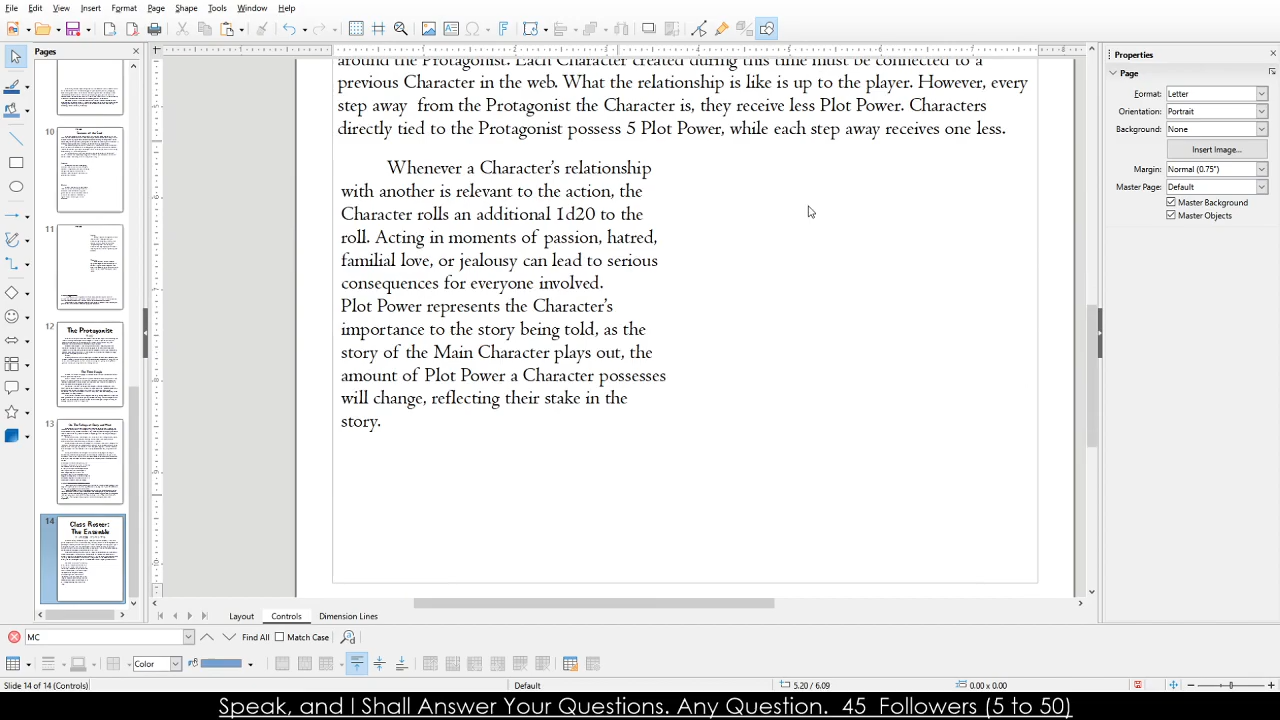 File Edit View Insert Format Page Shape Tools Window Help
Pages
10
11
12
The Protagonist
13
14
Class Roster:
The Ensemble
around the Protagonist. Each Character created during this time must be connected to a
previous Character in the web. What the relationship is like is up to the player. However, every
step away from the Protagonist the Character is, they receive less Plot Power. Characters
directly tied to the Protagonist possess 5 Plot Power, while each step away receives one less.
Whenever a Character's relationship
with another is relevant to the action, the
Character rolls an additional 1d20 to the
roll. Acting in moments of passion, hatred,
familial love, or jealousy can lead to serious
consequences for everyone involved.
Plot Power represents the Character's
importance to the story being told, as the
story of the Main Character plays out, the
amount of Plot Power a Character possesses
will change, reflecting their stake in the
story.
Properties
Page
Format: Letter
Orientation: Portrait
Background: None
Insert Image...
Margin: Normal (0.75")
Master Page: Default
Master Background
Master Objects
Layout Controls Dimension Lines
MC Find All Match Case
Color
Slide 14 of 14 (Controls) Default 5.20 / 6.09 0.00 x 0.00
Speak, and I Shall Answer Your Questions. Any Question. 45 Followers (5 to 50)